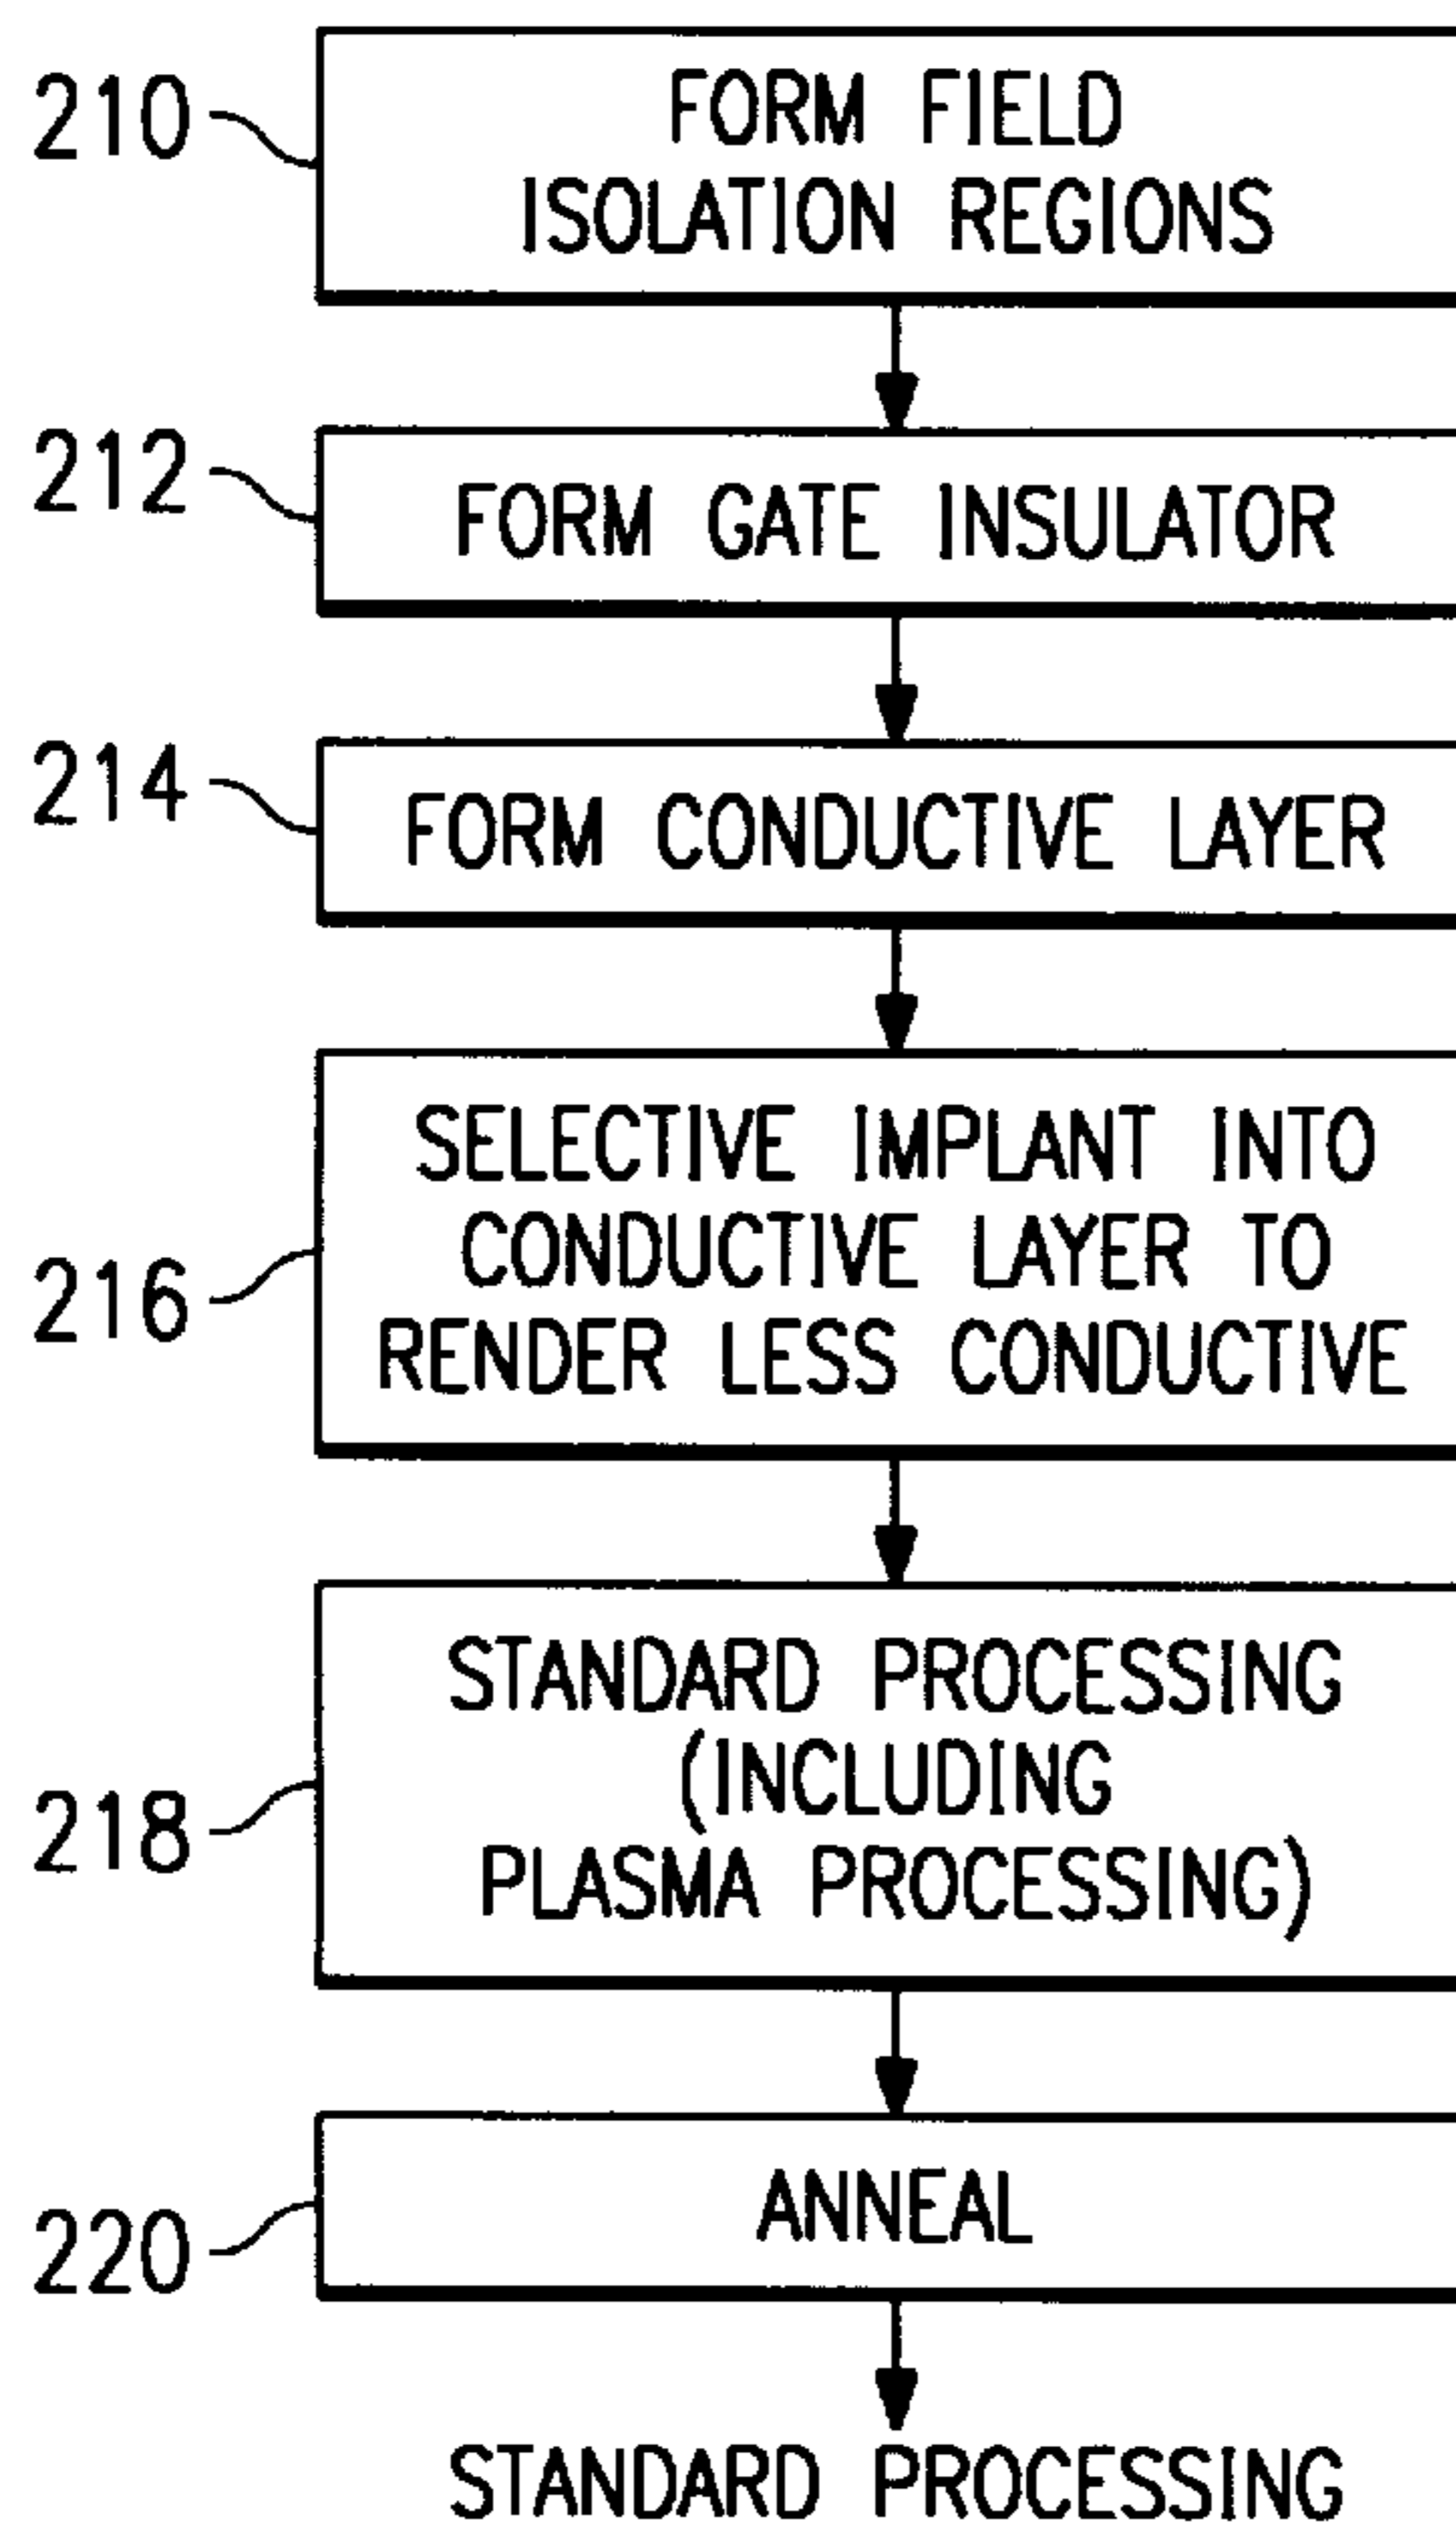 210
FORM FIELD
ISOLATION REGIONS
212
FORM GATE INSULATOR
214
FORM CONDUCTIVE LAYER
216
SELECTIVE IMPLANT INTO
CONDUCTIVE LAYER TO
RENDER LESS CONDUCTIVE
218
STANDARD PROCESSING
(INCLUDING
PLASMA PROCESSING)
220
ANNEAL
STANDARD PROCESSING